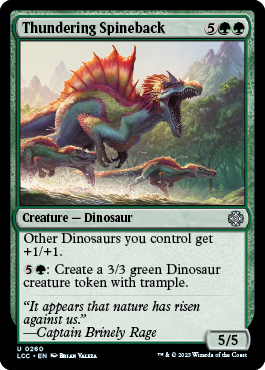 Thundering Spineback 5
Creature — Dinosaur
Other Dinosaurs you control get
+1/+1.
5: Create a 3/3 green Dinosaur
creature token with trample.
“It appears that nature has risen
against us.”
—Captain Brinely Rage
5/5
U 0260
LCC • EN Brian Valeza
™ & © 2023 Wizards of the Coast